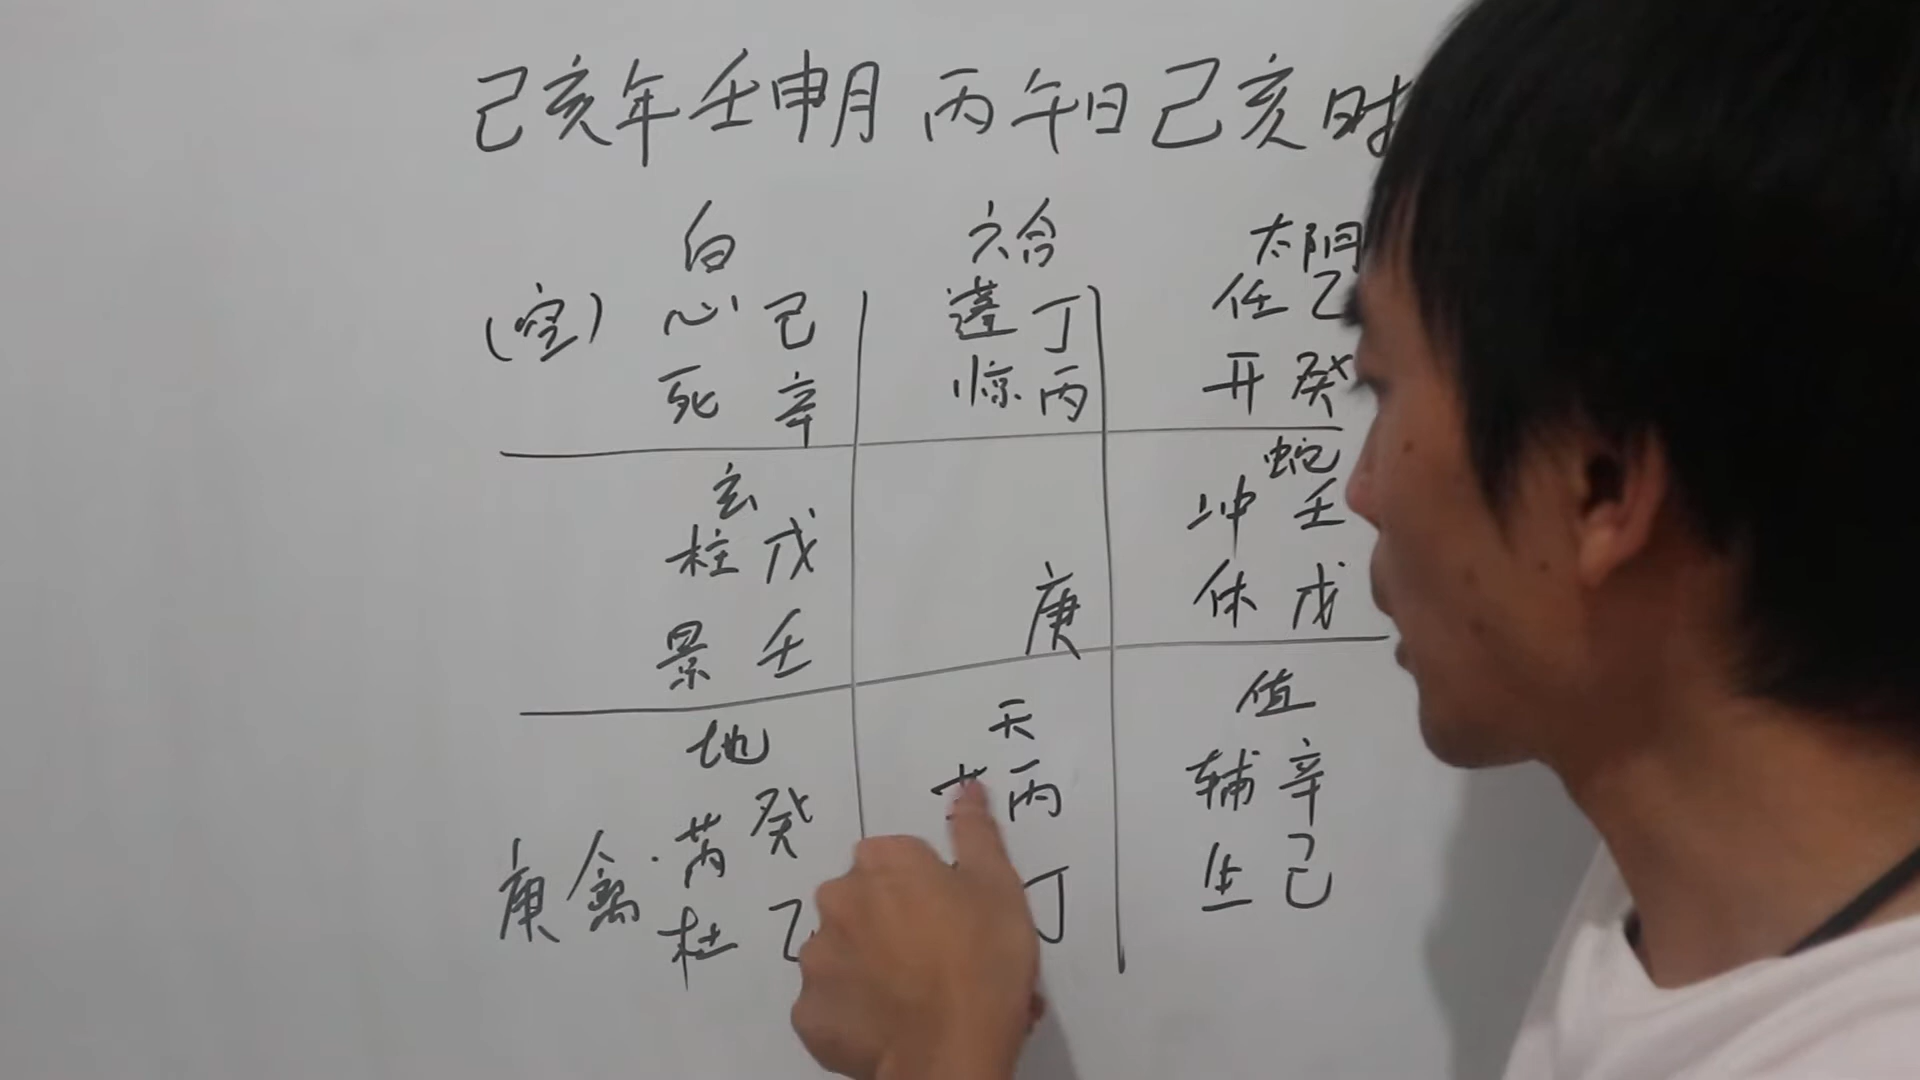 己亥年壬申月 丙午日己亥时
白 六合 太阴
(空) 心 己 蓬 丁 任 乙
死 辛 惊 丙 开 癸
玄 蛇
柱 戊 冲 壬
景 壬 庚 休 戊
地 天 值
庚禽·芮 癸 丙 辅 辛
杜 乙 丁 生 己